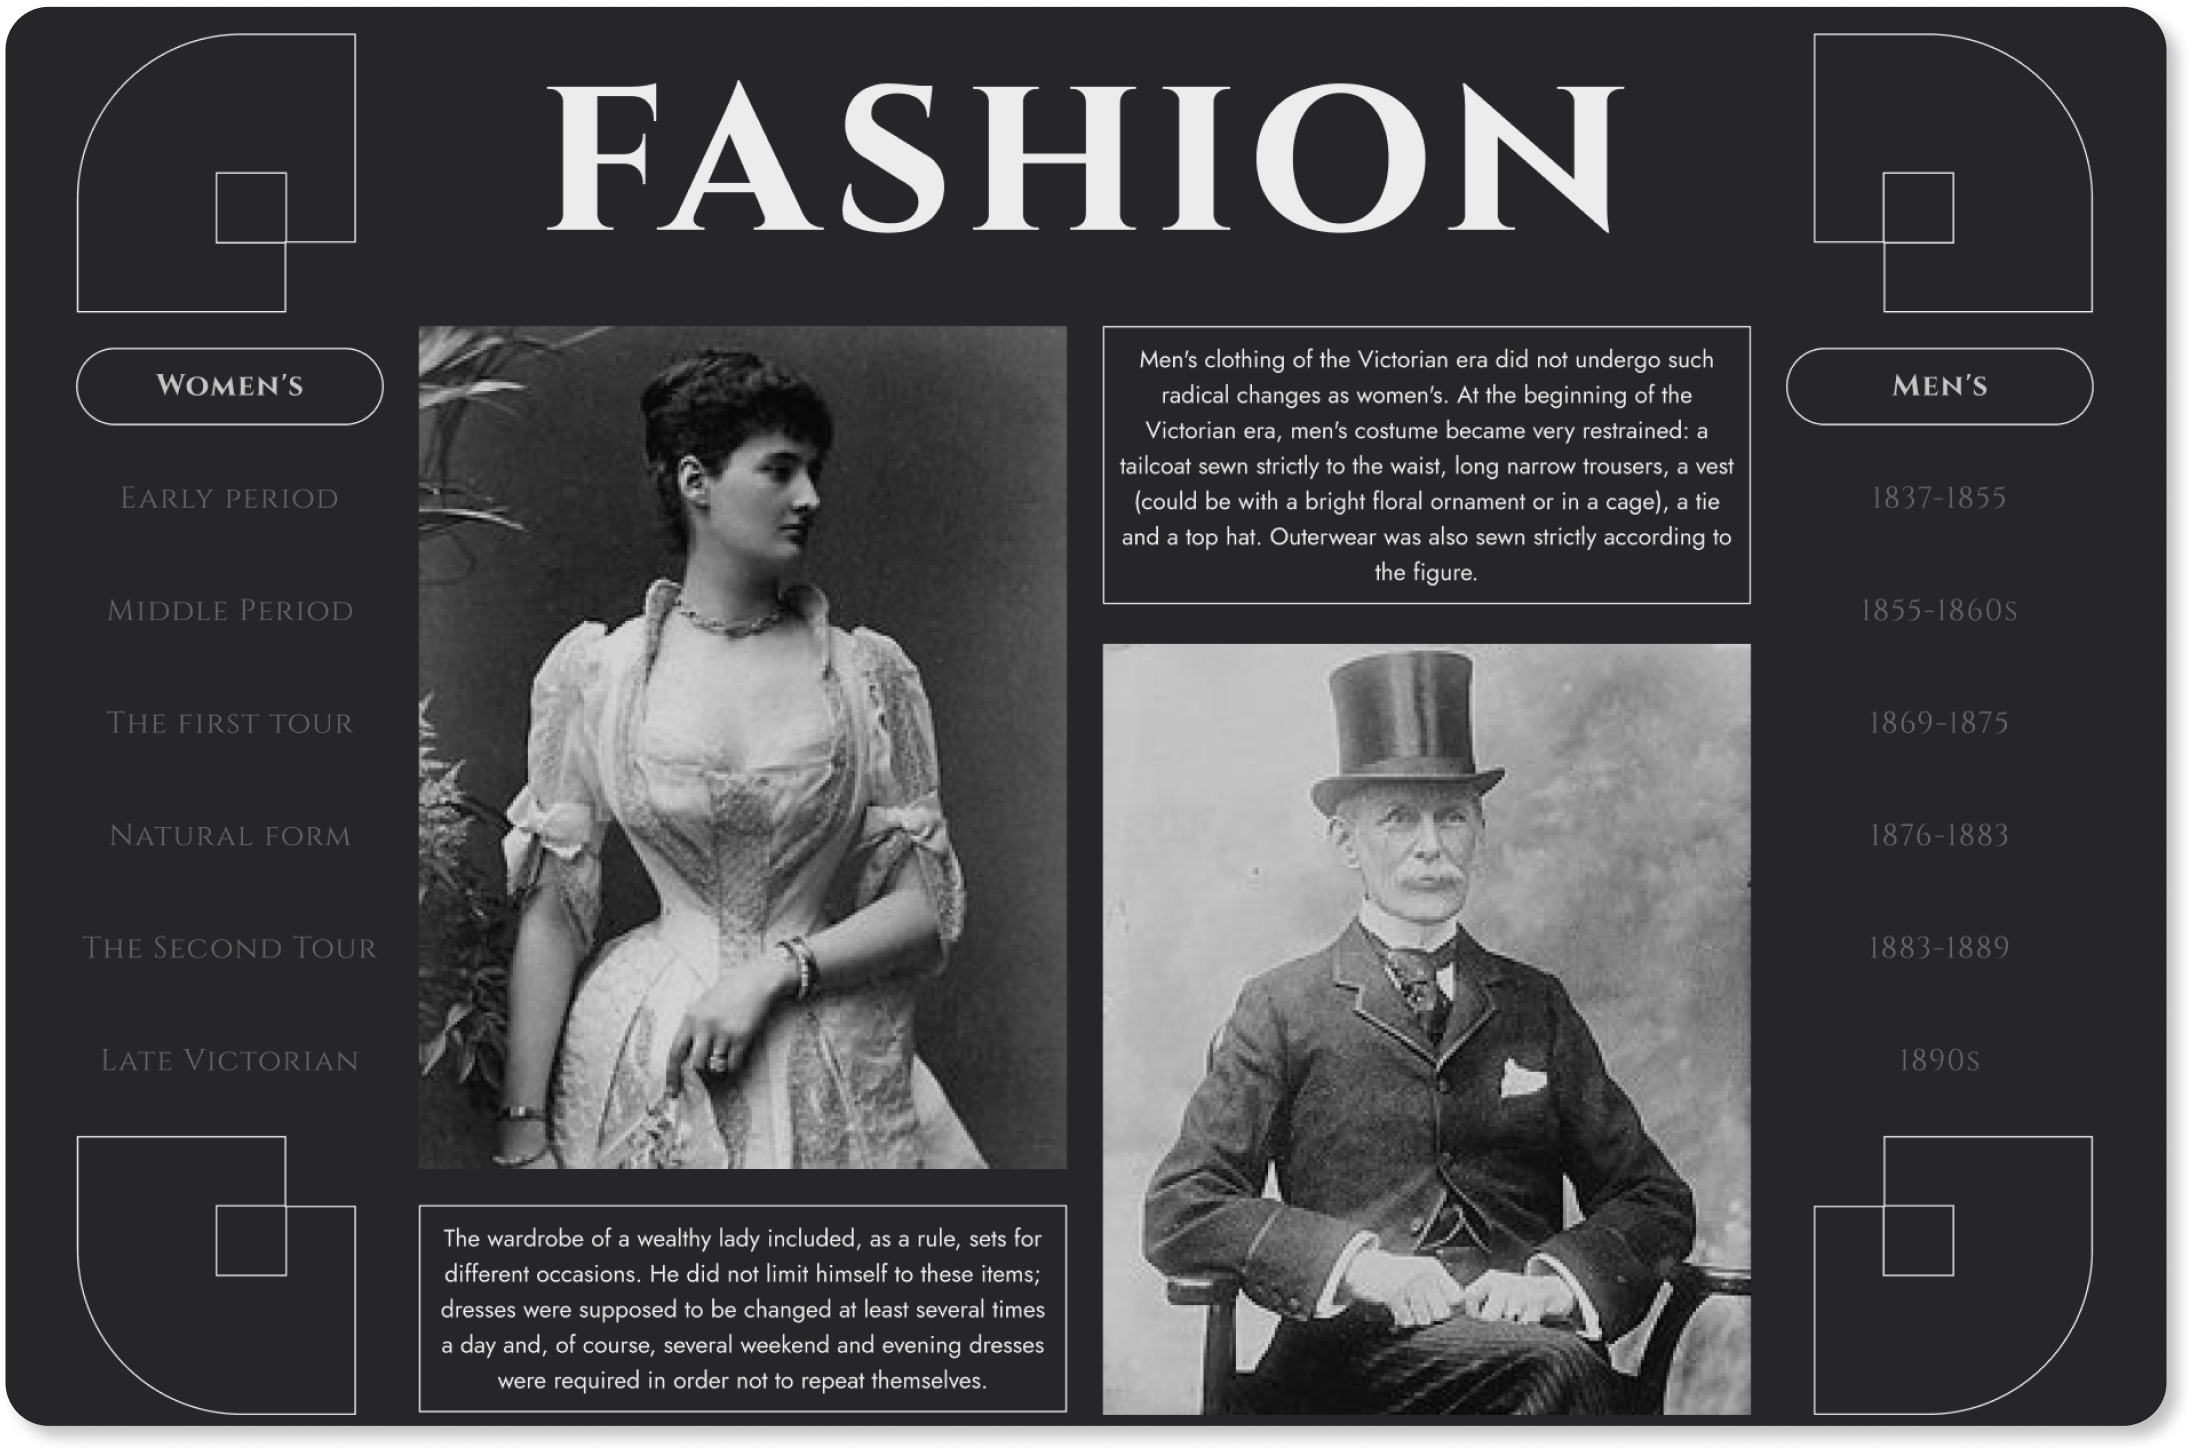 FASHION
WOMEN'S
EARLY PERIOD
MIDDLE PERIOD
THE FIRST TOUR
NATURAL FORM
THE SECOND TOUR
LATE VICTORIAN
The wardrobe of a wealthy lady included, as a rule, sets for
different occasions. He did not limit himself to these items;
dresses were supposed to be changed at least several times
a day and, of course, several weekend and evening dresses
were required in order not to repeat themselves.
Men's clothing of the Victorian era did not undergo such
radical changes as women's. At the beginning of the
Victorian era, men's costume became very restrained: a
tailcoat sewn strictly to the waist, long narrow trousers, a vest
(could be with a bright floral ornament or in a cage), a tie
and a top hat. Outerwear was also sewn strictly according to
the figure.
MEN'S
1837-1855
1855-1860S
1869-1875
1876-1883
1883-1889
1890S